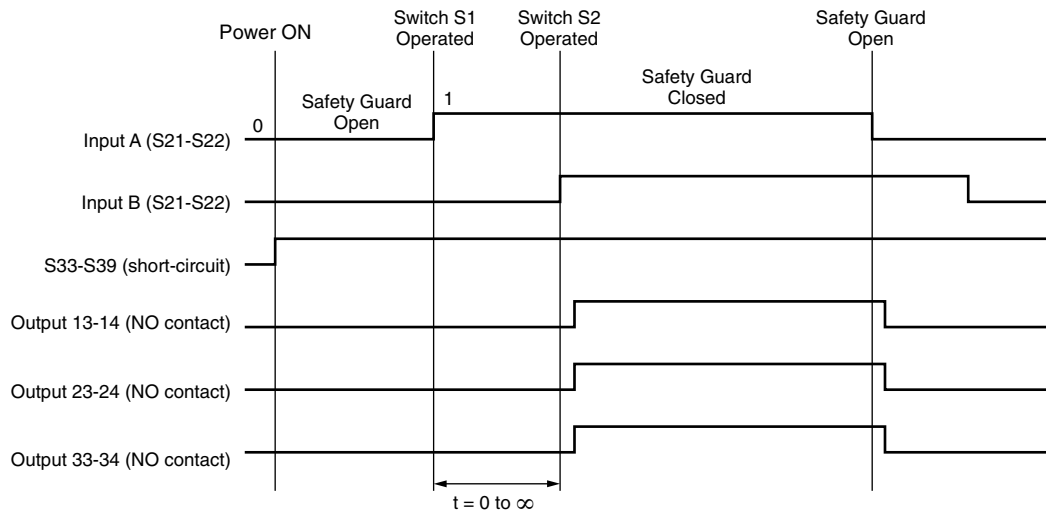 Power ON
Switch S1
Operated
Switch S2
Operated
Safety Guard
Open
Safety Guard
Open
1
Safety Guard
Closed
0
Input A (S21-S22)
Input B (S21-S22)
S33-S39 (short-circuit)
Output 13-14 (NO contact)
Output 23-24 (NO contact)
Output 33-34 (NO contact)
t = 0 to ∞